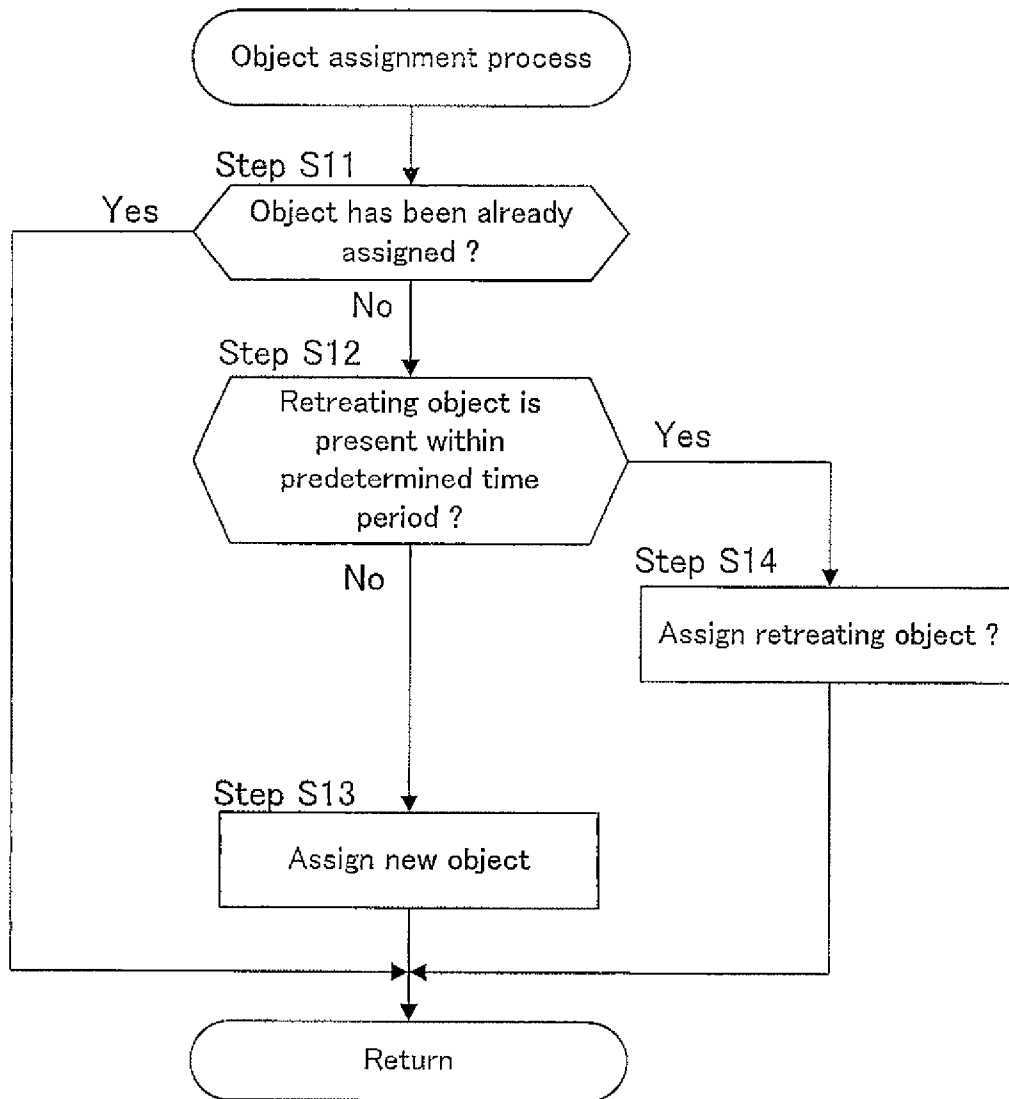 Object assignment process
Step S11
Yes
Object has been already
assigned ?
No
Step S12
Retreating object is
present within
predetermined time
period ?
Yes
No
Step S14
Assign retreating object ?
Step S13
Assign new object
Return